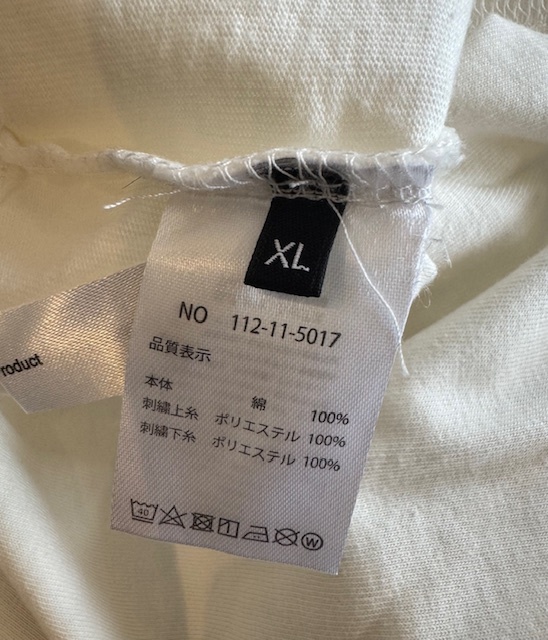 XL
NO 112-11-5017
品質表示
本体 綿 100%
刺繍上糸 ポリエステル 100%
刺繍下糸 ポリエステル 100%
40
W
roduct